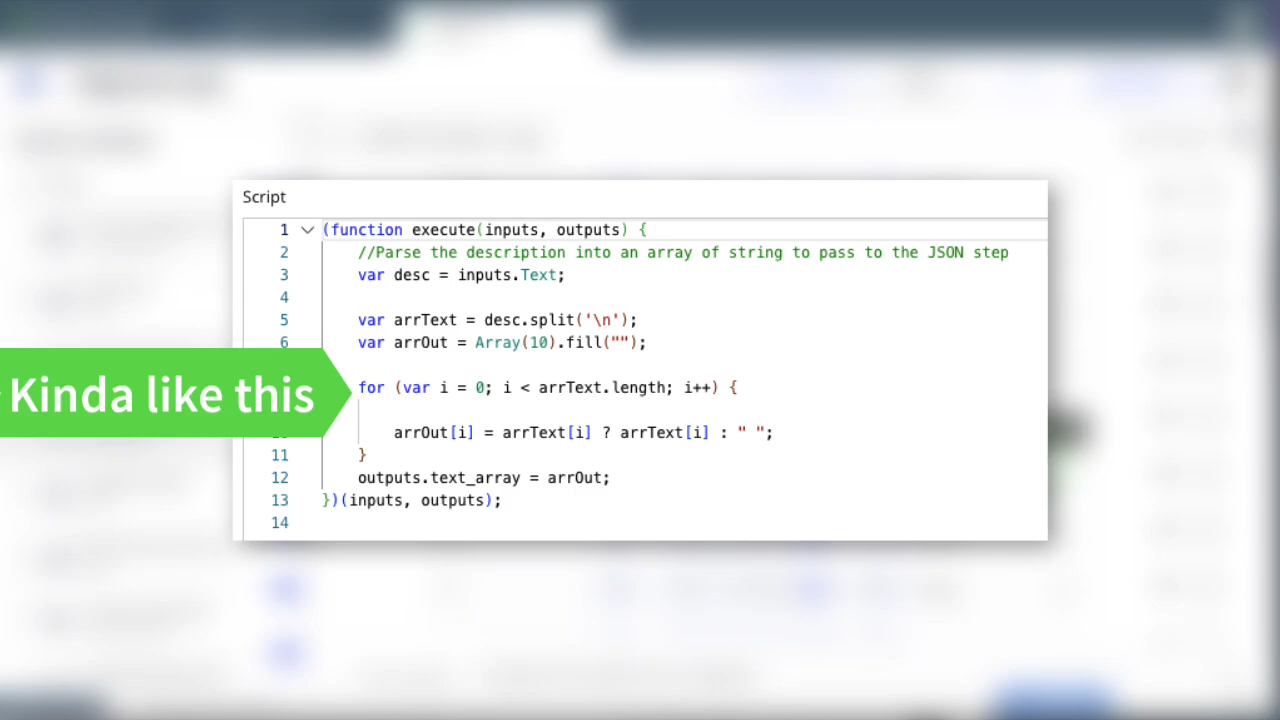 Script
1 (function execute(inputs, outputs) {
2 //Parse the description into an array of string to pass to the JSON step
3 var desc = inputs.Text;
4
5 var arrText = desc.split('\n');
6 var arrOut = Array(10).fill("");
Kinda like this
for (var i = 0; i < arrText.length; i++) {
arrOut[i] = arrText[i] ? arrText[i] : " ";
11 }
12 outputs.text_array = arrOut;
13 })(inputs, outputs);
14